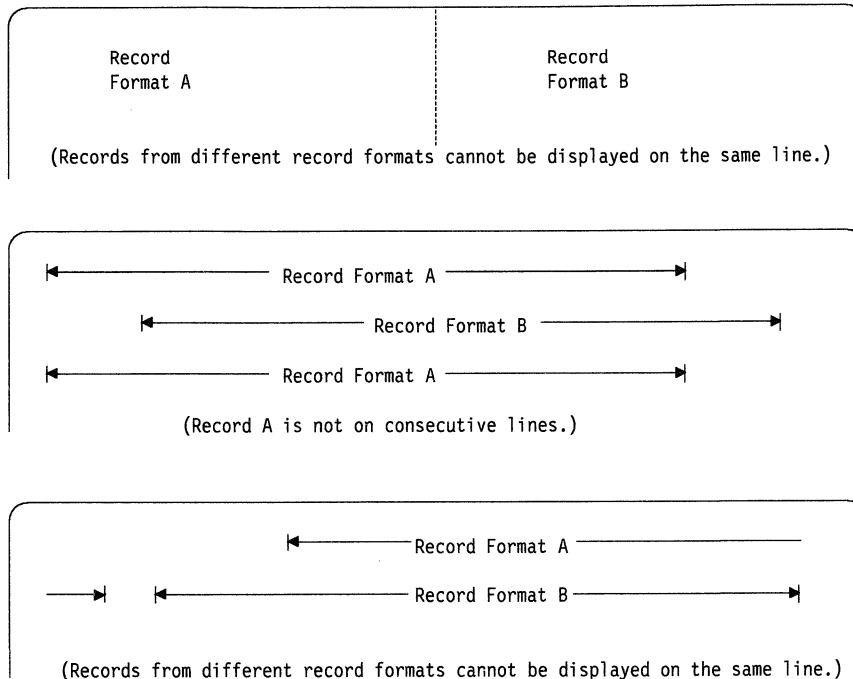 Record Record
Format A Format B
(Records from different record formats cannot be displayed on the same line.)
Record Format A
Record Format B
Record Format A
(Record A is not on consecutive lines.)
Record Format A
Record Format B
(Records from different record formats cannot be displayed on the same line.)